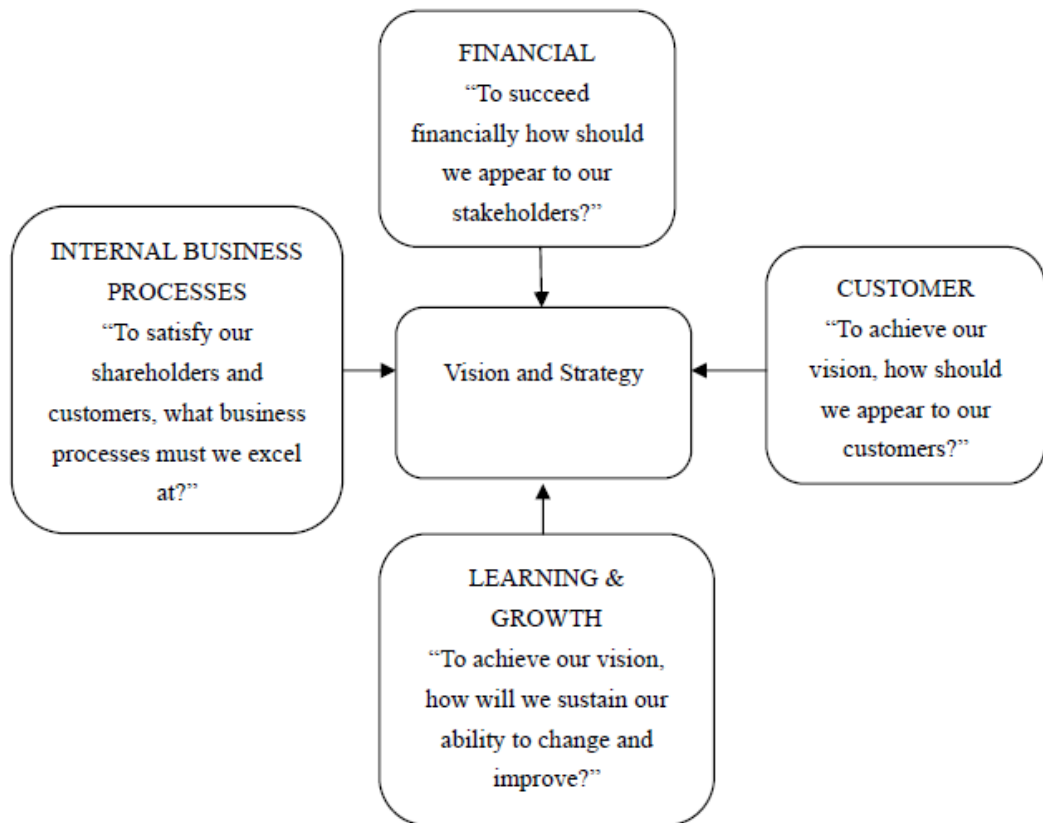 FINANCIAL
“To succeed
financially how should
we appear to our
stakeholders?”
INTERNAL BUSINESS
PROCESSES
“To satisfy our
shareholders and
customers, what business
processes must we excel
at?”
Vision and Strategy
CUSTOMER
“To achieve our
vision, how should
we appear to our
customers?”
LEARNING &
GROWTH
“To achieve our vision,
how will we sustain our
ability to change and
improve?”